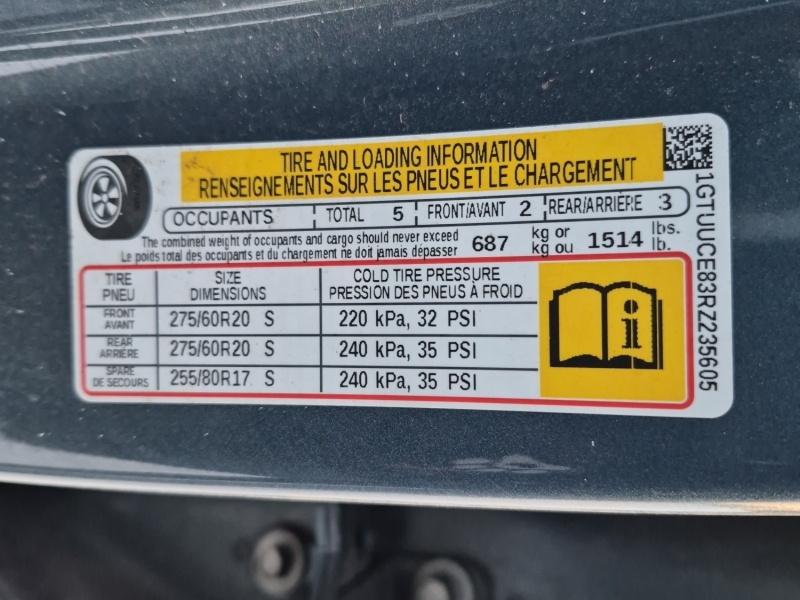 TIRE AND LOADING INFORMATION
RENSEIGNEMENTS SUR LES PNEUS ET LE CHARGEMENT
OCCUPANTS TOTAL 5 FRONT/AVANT 2 REAR/ARRIÈRE 3
The combined weight of occupants and cargo should never exceed 687 kg or 1514 lbs.
Le poids total des occupants et du chargement ne doit jamais dépasser kg ou lb.
TIRE SIZE COLD TIRE PRESSURE
PNEU DIMENSIONS PRESSION DES PNEUS À FROID
FRONT AVANT 275/60R20 S 220 kPa, 32 PSI
REAR ARRIÈRE 275/60R20 S 240 kPa, 35 PSI
SPARE DE SECOURS 255/80R17 S 240 kPa, 35 PSI
i
1GTUUCE83RZ235605